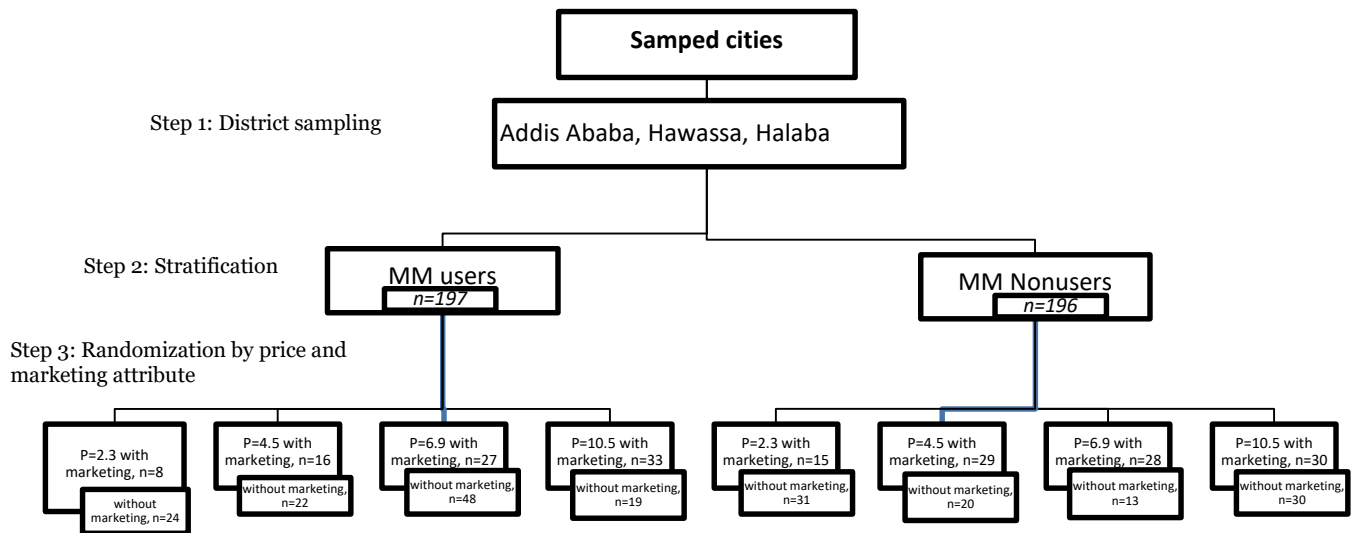 Samped cities
Step 1: District sampling
Addis Ababa, Hawassa, Halaba
Step 2: Stratification
MM users
n=197
MM Nonusers
n=196
Step 3: Randomization by price and
marketing attribute
P=2.3 with
marketing, n=8
without
marketing, n=24
P=4.5 with
marketing, n=16
without marketing,
n=22
P=6.9 with
marketing, n=27
without marketing,
n=48
P=10.5 with
marketing, n=33
without marketing,
n=19
P=2.3 with
marketing, n=15
without marketing,
n=31
P=4.5 with
marketing, n=29
without marketing,
n=20
P=6.9 with
marketing, n=28
without marketing,
n=13
P=10.5 with
marketing, n=30
without marketing,
n=30